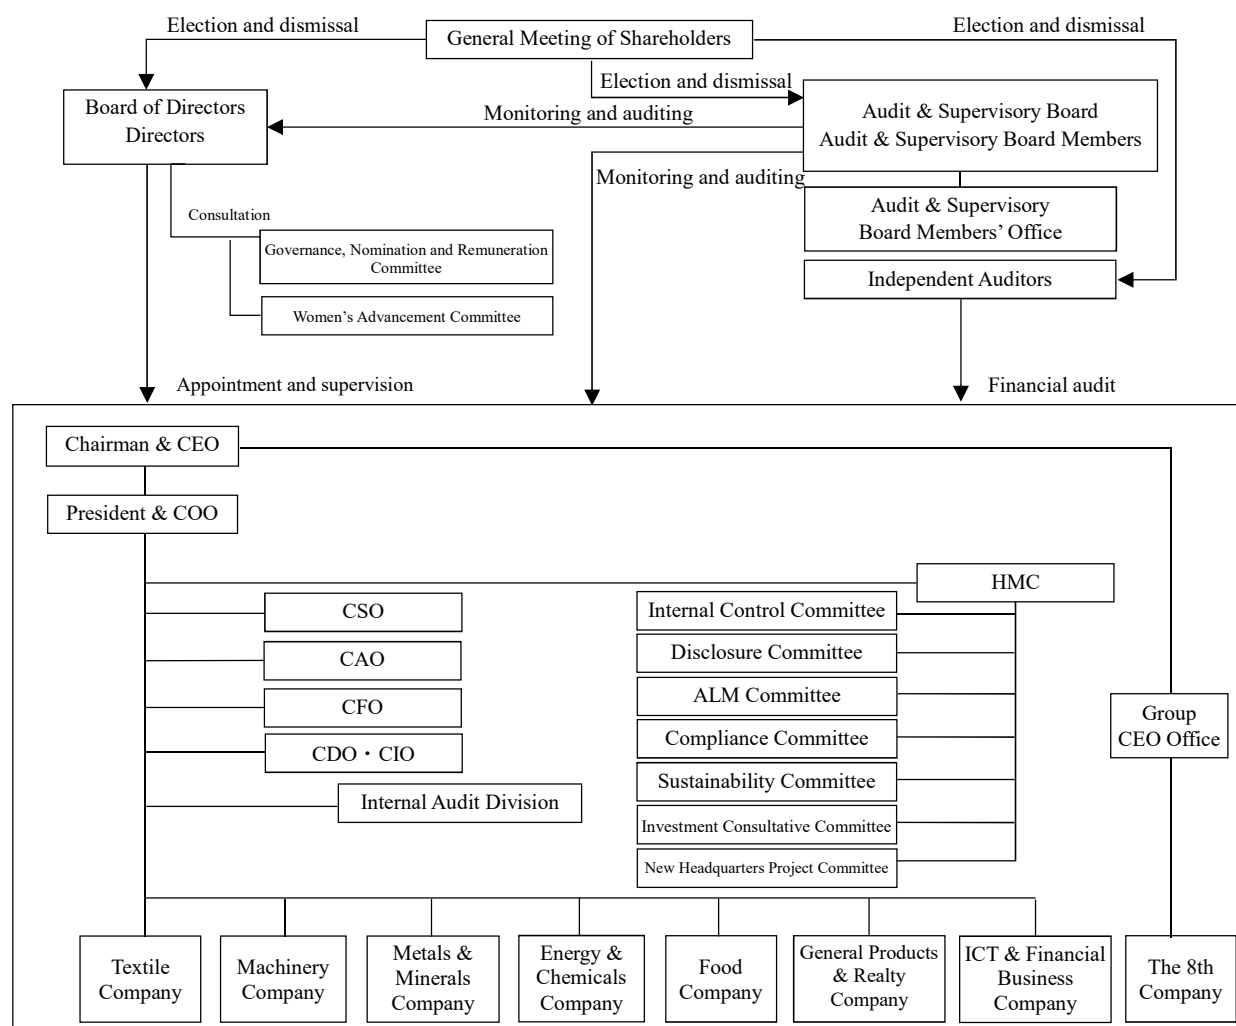 Election and dismissal
General Meeting of Shareholders
Election and dismissal
Election and dismissal
Board of Directors
Directors
Monitoring and auditing
Audit & Supervisory Board
Audit & Supervisory Board Members
Monitoring and auditing
Audit & Supervisory
Board Members’ Office
Consultation
Governance, Nomination and Remuneration
Committee
Independent Auditors
Women’s Advancement Committee
Appointment and supervision
Financial audit
Chairman & CEO
President & COO
HMC
CSO
CAO
CFO
CDO・CIO
Internal Audit Division
Internal Control Committee
Disclosure Committee
ALM Committee
Compliance Committee
Sustainability Committee
Investment Consultative Committee
New Headquarters Project Committee
Group
CEO Office
Textile
Company
Machinery
Company
Metals &
Minerals
Company
Energy &
Chemicals
Company
Food
Company
General Products
& Realty
Company
ICT & Financial
Business
Company
The 8th
Company